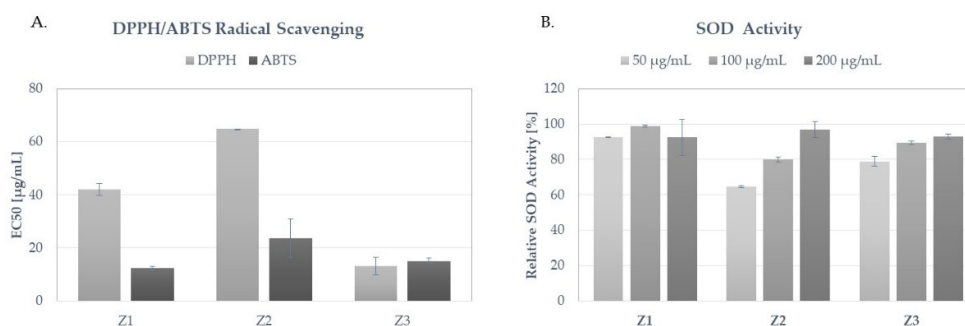 A.
DPPH/ABTS Radical Scavenging
DPPH ABTS
EC50 [µg/mL]
80
60
40
20
0
Z1 Z2 Z3
B.
SOD Activity
50 µg/mL 100 µg/mL 200 µg/mL
Relative SOD Activity [%]
120
100
80
60
40
20
0
Z1 Z2 Z3